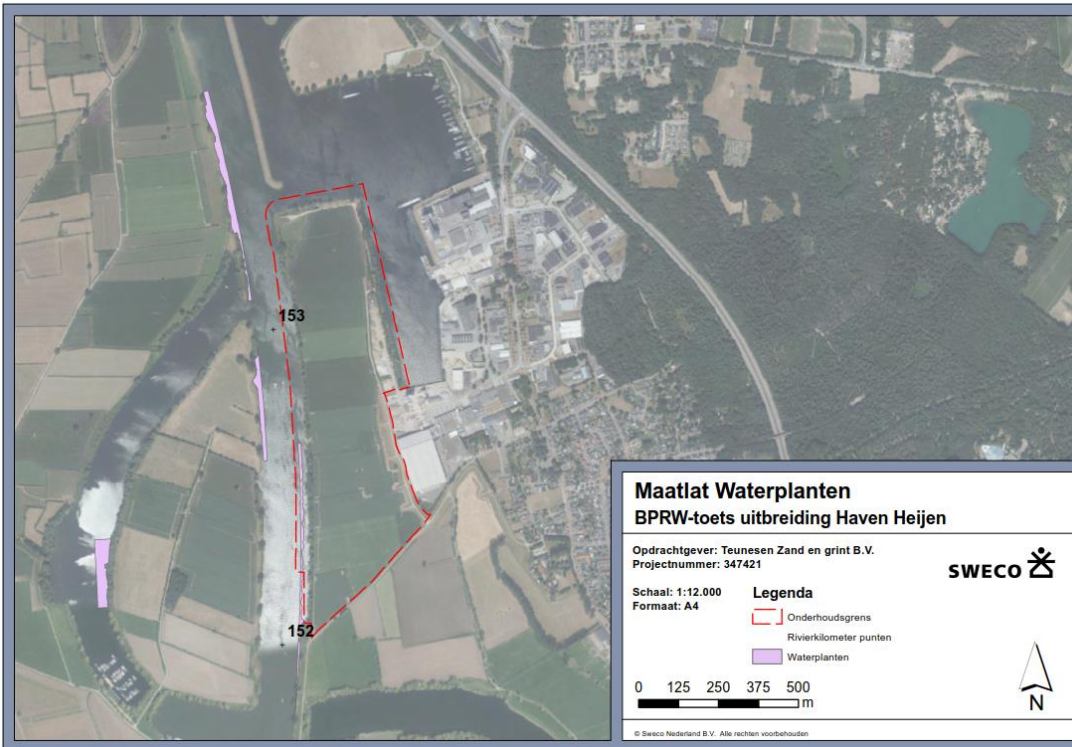 153
152
Maatlat Waterplanten
BPRW-toets uitbreiding Haven Heijen
Opdrachtgever: Teunesen Zand en grint B.V.
Projectnummer: 347421
SWECO
Schaal: 1:12.000
Formaat: A4
Legenda
Onderhoudsgrens
Rivierkilometer punten
Waterplanten
0 125 250 375 500
m
N
© Sweco Nederland B.V. Alle rechten voorbehouden